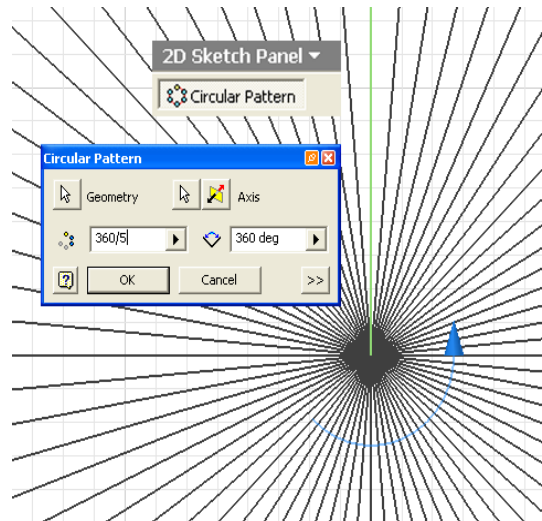 2D Sketch Panel
Circular Pattern
Circular Pattern
Geometry
Axis
360/5
360 deg
?
OK
Cancel
>>